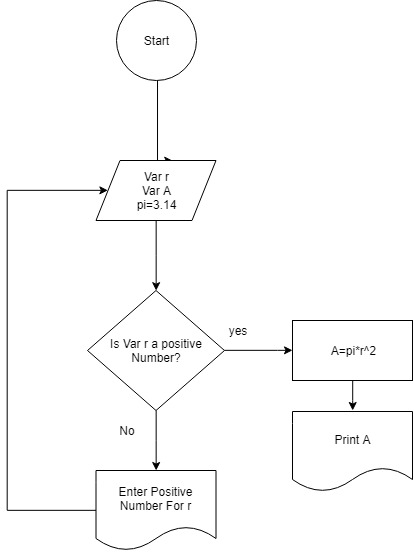 Start
Var r
Var A
pi=3.14
Is Var r a positive
Number?
yes
A=pi*r^2
Print A
No
Enter Positive
Number For r